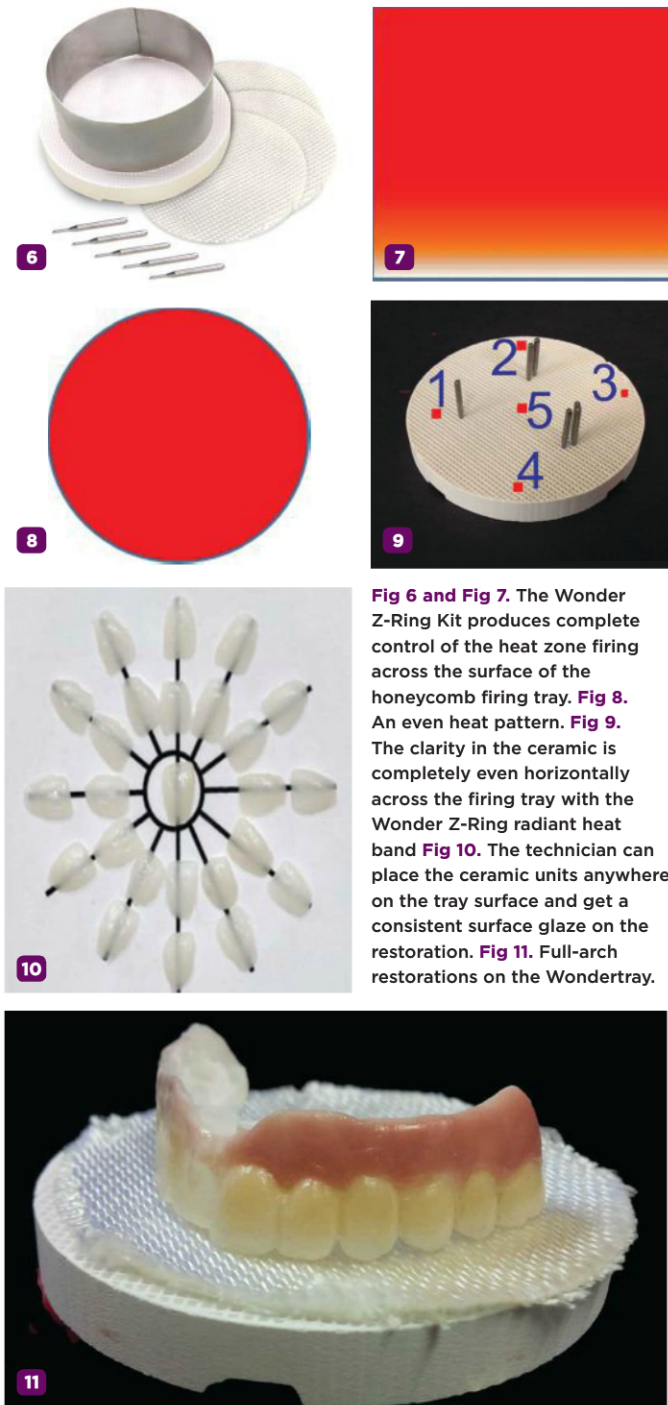 6
7
8
1
2
3
4
5
9
Fig 6 and Fig 7. The Wonder
Z-Ring Kit produces complete
control of the heat zone firing
across the surface of the
honeycomb firing tray. Fig 8.
An even heat pattern. Fig 9.
The clarity in the ceramic is
completely even horizontally
across the firing tray with the
Wonder Z-Ring radiant heat
band Fig 10. The technician can
place the ceramic units anywhere
on the tray surface and get a
consistent surface glaze on the
restoration. Fig 11. Full-arch
restorations on the Wondertray.
10
11